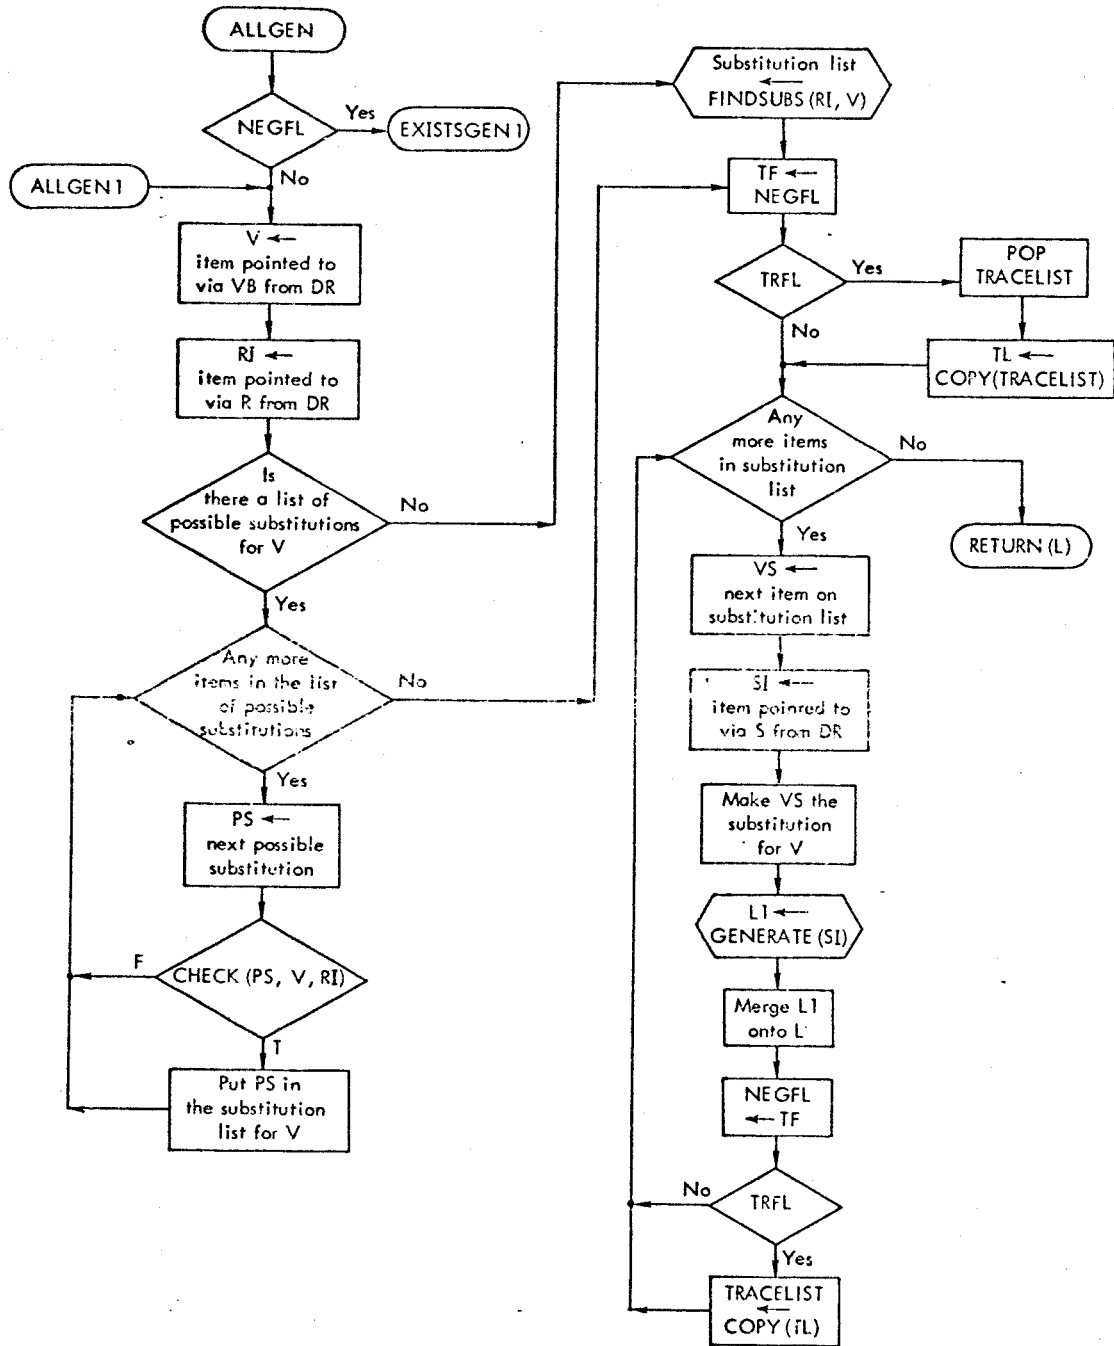 ALLGEN
NEGFL
Yes
EXISTSGEN1
No
ALLGEN1
V ←
item pointed to
via VB from DR
RI ←
item pointed to
via R from DR
Is
there a list of
possible substitutions
for V
No
Yes
Any more
items in the list
of possible
substitutions
No
Yes
PS ←
next possible
substitution
CHECK (PS, V, RI)
F
T
Put PS in
the substitution
list for V
Substitution list
←
FINDSUBS (RI, V)
TF ←
NEGFL
TRFL
Yes
POP
TRACELIST
TL ←
COPY(TRACELIST)
No
Any
more items
in substitution
list
No
RETURN (L)
Yes
VS ←
next item on
substitution list
SI ←
item pointed to
via S from DR
Make VS the
substitution
for V
L1 ←
GENERATE (SI)
Merge L1
onto L
NEGFL
← TF
TRFL
No
Yes
TRACELIST
←
COPY (TL)